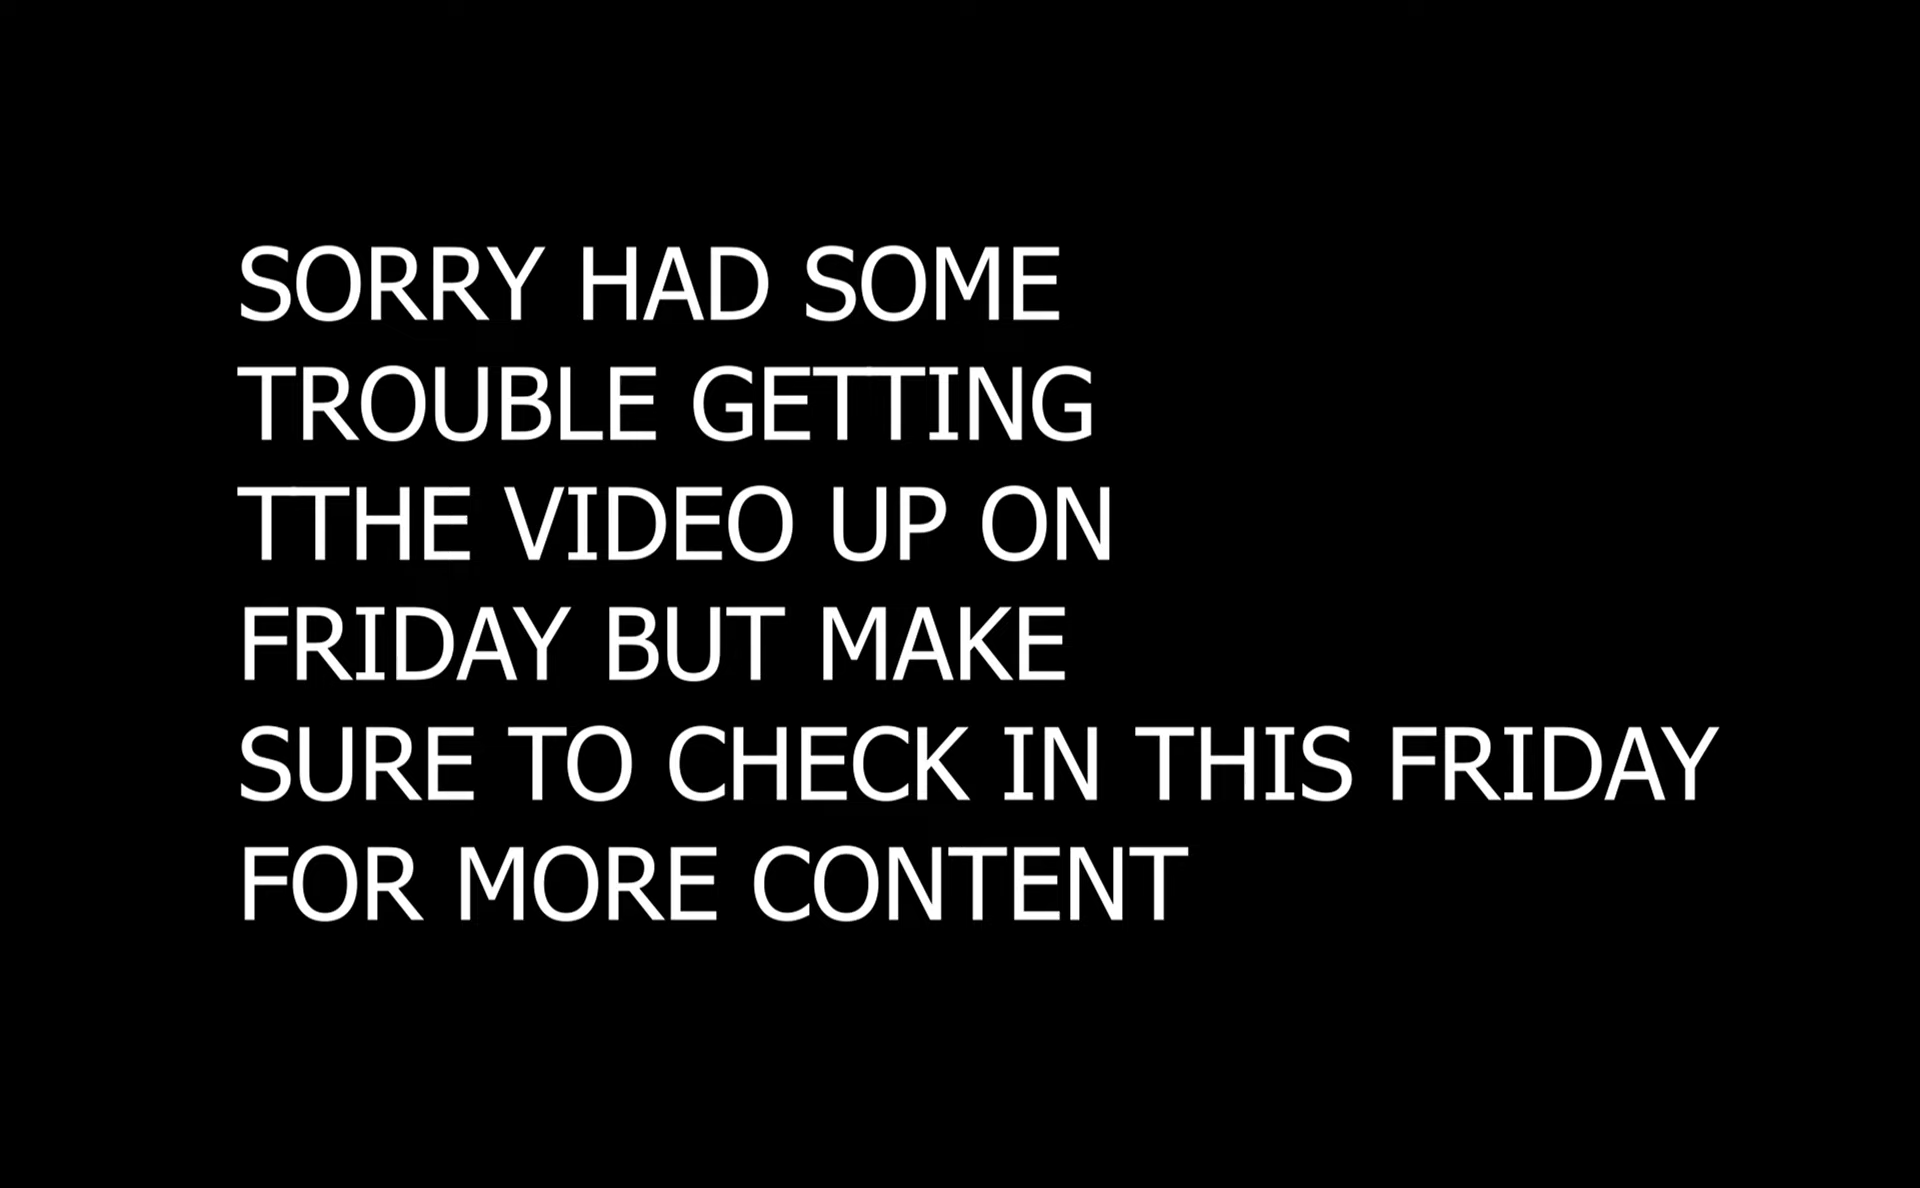 SORRY HAD SOME
TROUBLE GETTING
TTHE VIDEO UP ON
FRIDAY BUT MAKE
SURE TO CHECK IN THIS FRIDAY
FOR MORE CONTENT